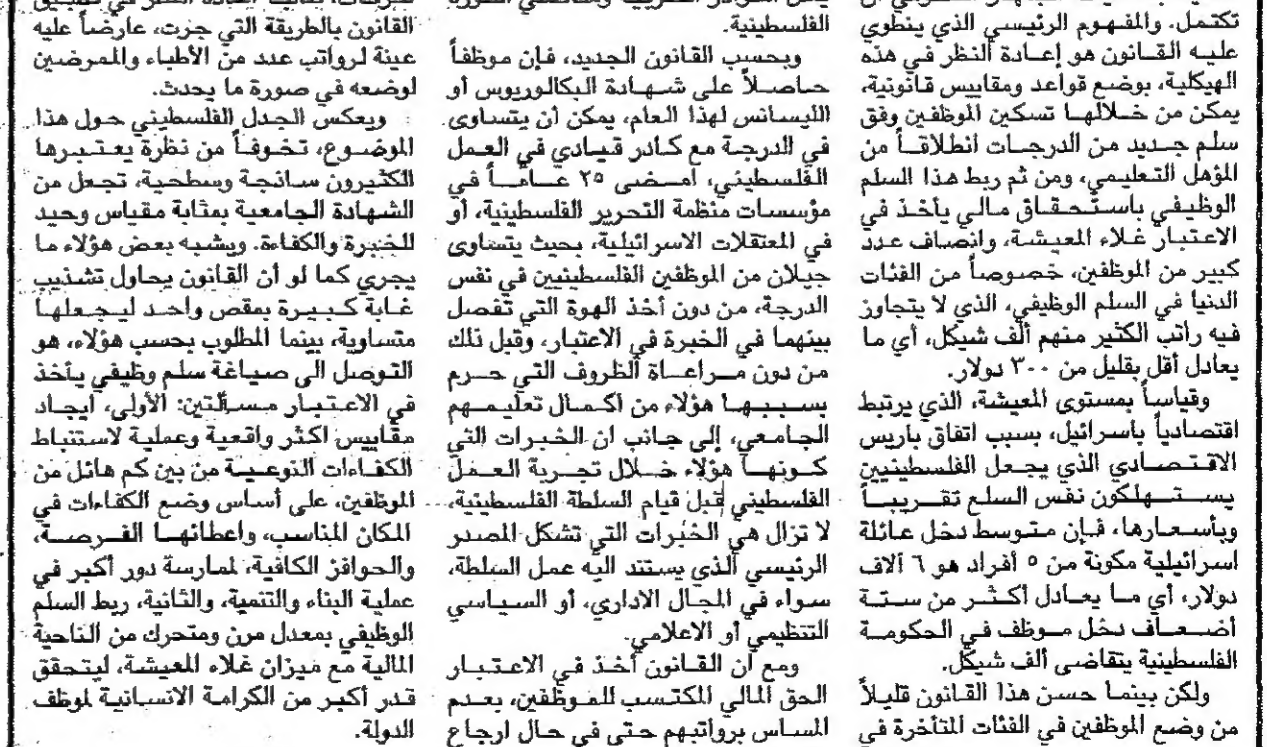 تكتمل. والمفهوم الرئيسي الذي ينطوي
عليه القانون هو إعادة النظر في هذه
الهيكلية، بوضع قواعد ومقاييس قانونية،
يمكن من خلالها تسكين الموظفين وفق
سلم جديد من الدرجات انطلاقاً من
المؤهل التعليمي، ومن ثم ربط هذا السلم
الوظيفي باستحقاق مالي يأخذ في
الاعتبار غلاء المعيشة، وانصاف عدد
كبير من الموظفين، خصوصاً من الفئات
الدنيا في السلم الوظيفي، الذي لا يتجاوز
فيه راتب الكثير منهم ألف شيكل، أي ما
يعادل أقل بقليل من ٣٠٠ دولار.
وقياساً بمستوى المعيشة، الذي يرتبط
اقتصادياً باسرائيل، بسبب اتفاق باريس
الاقتصادي الذي يجعل الفلسطينيين
يستهلكون نفس السلع تقريباً
وبأسعارها، فإن متوسط دخل عائلة
اسرائيلية مكونة من ٥ أفراد هو ٦ آلاف
دولار، أي ما يعادل أكثر من ستة
أضعاف دخل موظف في الحكومة
الفلسطينية يتقاضى ألف شيكل.
ولكن بينما حسن هذا القانون قليلاً
من وضع الموظفين في الفئات المتأخرة في
الفلسطينية.
وبحسب القانون الجديد، فإن موظفاً
حاصلاً على شهادة البكالوريوس أو
الليسانس لهذا العام، يمكن أن يتساوى
في الدرجة مع كادر قيادي في العمل
الفلسطيني، امضى ٢٥ عاماً في
مؤسسات منظمة التحرير الفلسطينية، أو
في المعتقلات الاسرائيلية، بحيث يتساوى
جيلان من الموظفين الفلسطينيين في نفس
الدرجة، من دون أخذ الهوة التي تفصل
بينهما في الخبرة في الاعتبار، وقبل ذلك
من دون مراعاة الظروف التي حرم
بسببها هؤلاء من اكمال تعليمهم
الجامعي، إلى جانب ان الخبرات التي
كونها هؤلاء خلال تجربة العمل
الفلسطيني قبل قيام السلطة الفلسطينية،
لا تزال هي الخبرات التي تشكل المصدر
الرئيسي الذي يستند اليه عمل السلطة،
سواء في المجال الاداري، أو السياسي
التنظيمي أو الاعلامي.
ومع أن القانون أخذ في الاعتبار
الحق المالي المكتسب للموظفين، بعدم
المساس برواتبهم حتى في حال ارجاع
القانون بالطريقة التي جرت، عارضاً عليه
عينة لرواتب عدد من الأطباء والممرضين
لوضعه في صورة ما يحدث.
ويعكس الجدل الفلسطيني حول هذا
الموضوع، تخوفاً من نظرة يعتبرها
الكثيرون ساذجة وسطحية، تجعل من
الشهادة الجامعية بمثابة مقياس وحيد
للخبرة والكفاءة. ويشبه بعض هؤلاء ما
يجري كما لو أن القانون يحاول تشذيب
غابة كبيرة بمقص واحد ليجعلها
متساوية، بينما المطلوب بحسب هؤلاء، هو
التوصل الى صياغة سلم وظيفي يأخذ
في الاعتبار مسألتين: الأولى، ايجاد
مقاييس اكثر واقعية وعملية لاستنباط
الكفاءات النوعية من بين كم هائل من
الموظفين، على أساس وضع الكفاءات في
المكان المناسب، واعطائها الفرصة،
والحوافز الكافية، لممارسة دور أكبر في
عملية البناء والتنمية، والثانية، ربط السلم
الوظيفي بمعدل مرن ومتحرك من الناحية
المالية مع ميزان غلاء المعيشة، ليتحقق
قدر أكبر من الكرامة الانسانية لموظف
الدولة.